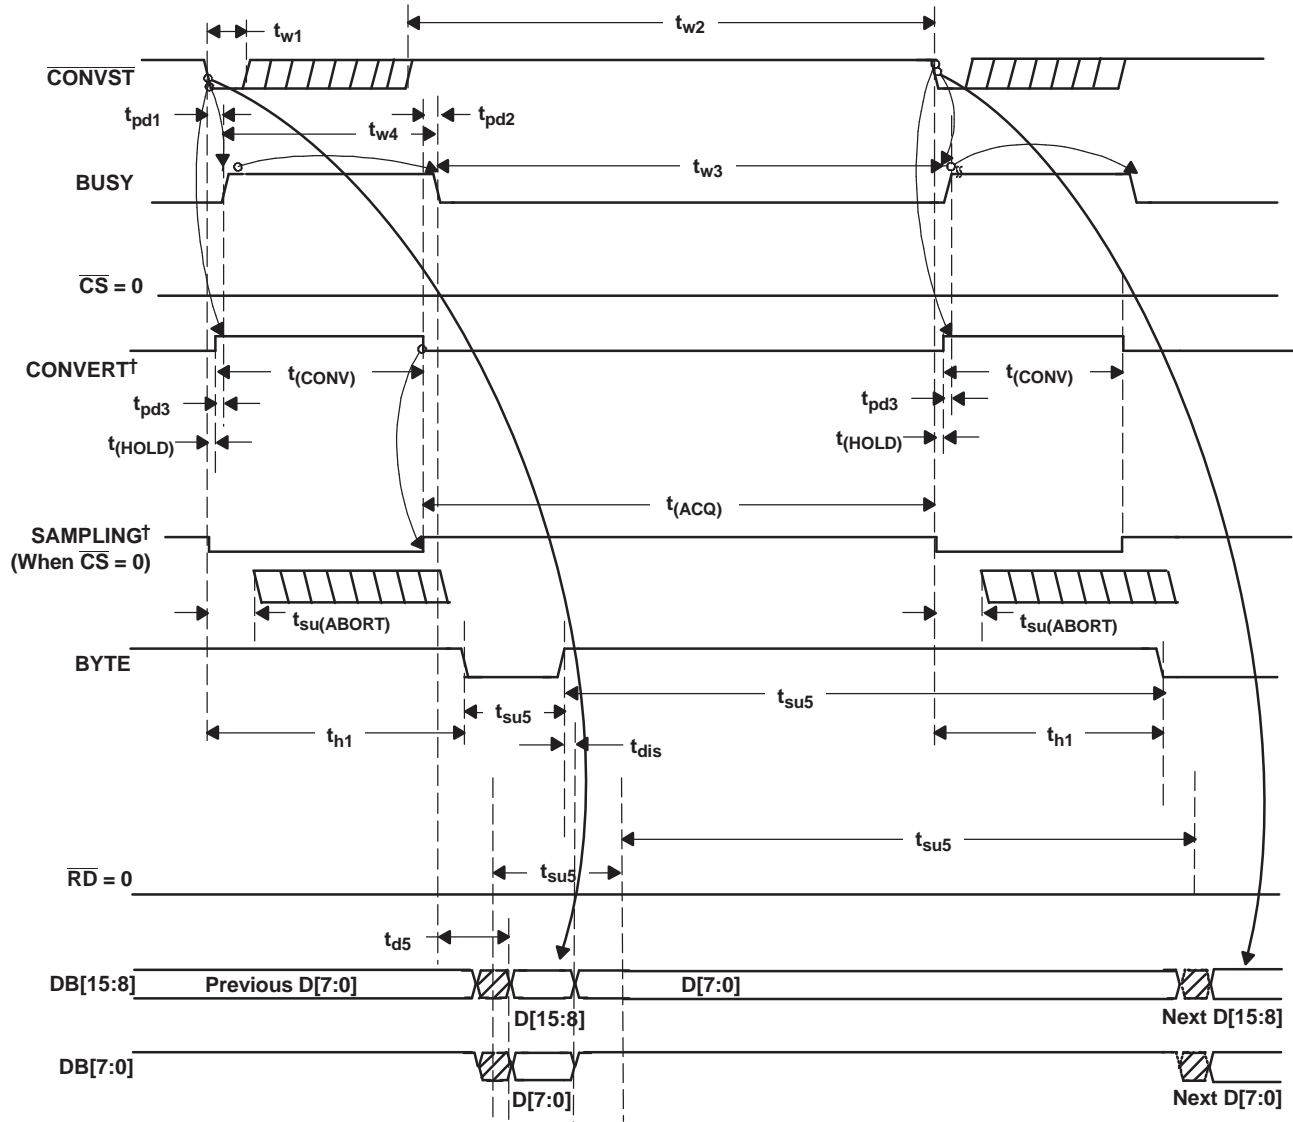 tw1
tw2
CONVST
tpd1
tw4
tpd2
tw3
BUSY
CS = 0
CONVERT†
t(CONV)
t(CONV)
tpd3
tpd3
t(HOLD)
t(HOLD)
t(ACQ)
SAMPLING†
(When CS = 0)
tsu(ABORT)
tsu(ABORT)
BYTE
tsu5
tsu5
th1
tdis
th1
tsu5
tsu5
RD = 0
td5
DB[15:8]
Previous D[7:0]
D[7:0]
D[15:8]
Next D[15:8]
DB[7:0]
D[7:0]
Next D[7:0]